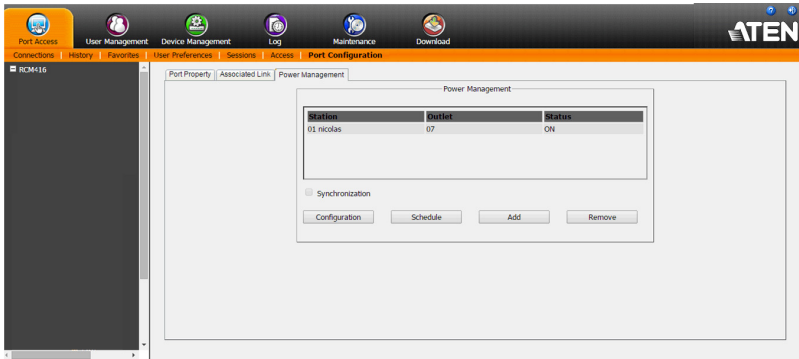 Port Access User Management Device Management Log Maintenance Download
ATEN
Connections History Favorites User Preferences Sessions Access Port Configuration
RCM416
Port Property Associated Link Power Management
Power Management
Station Outlet Status
01 nicolas 07 ON
Synchronization
Configuration Schedule Add Remove